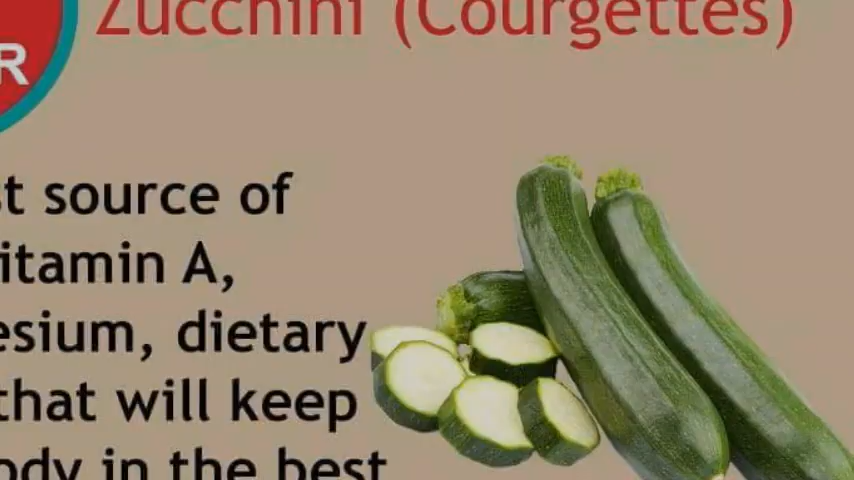 Zucchini (Courgettes)
R
st source of
itamin A,
esium, dietary
that will keep
ody in the best